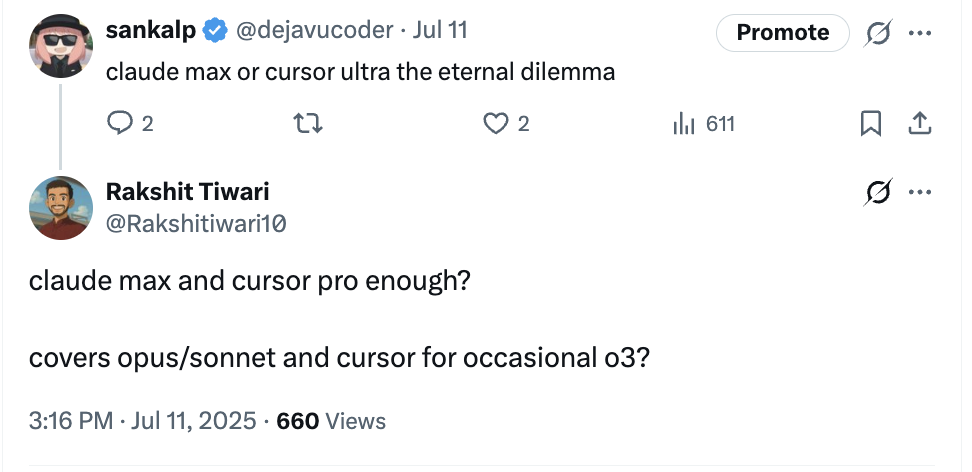 sankalp @dejavucoder · Jul 11 Promote
claude max or cursor ultra the eternal dilemma
2 2 611
Rakshit Tiwari
@Rakshitiwari10
claude max and cursor pro enough?
covers opus/sonnet and cursor for occasional o3?
3:16 PM · Jul 11, 2025 · 660 Views